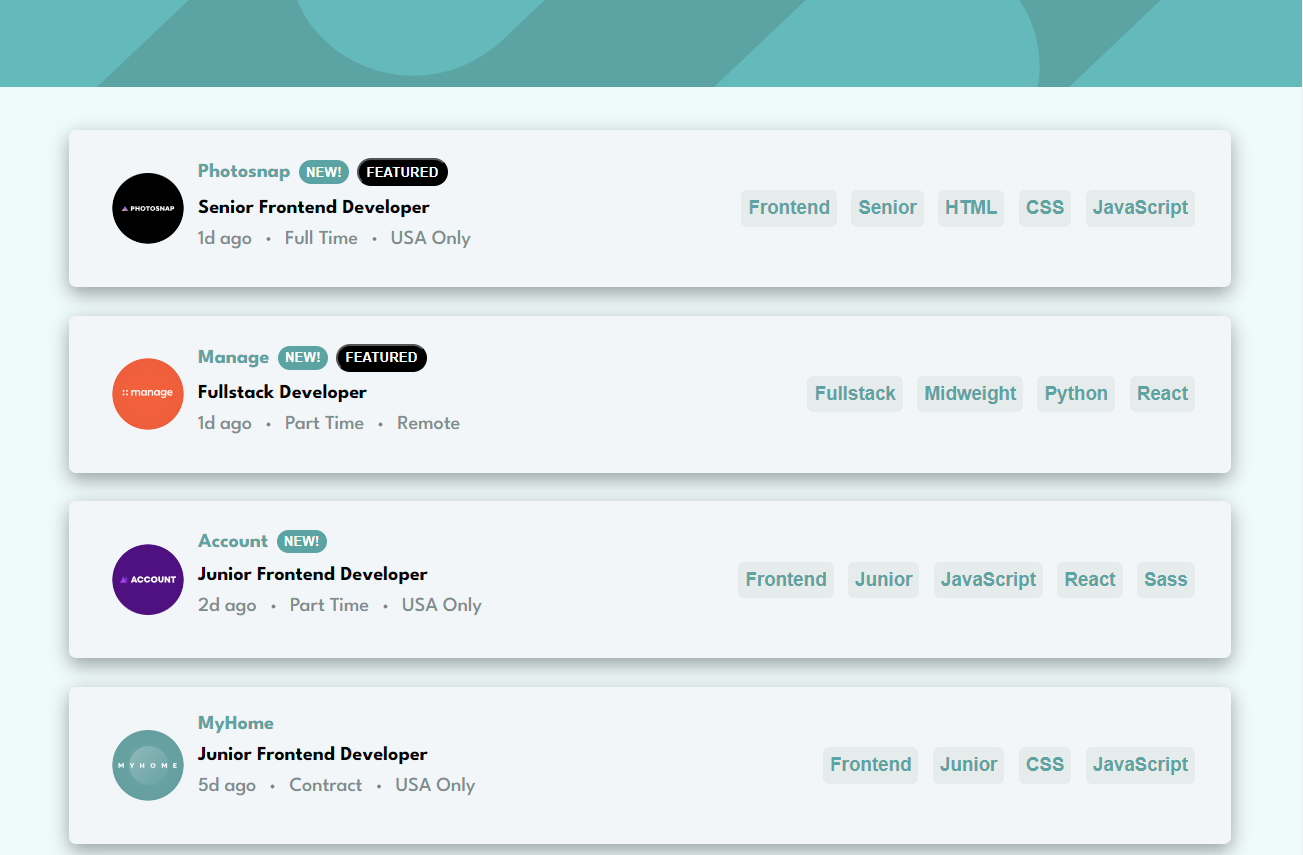 PHOTOSNAP
Photosnap NEW! FEATURED
Senior Frontend Developer
1d ago • Full Time • USA Only
Frontend Senior HTML CSS JavaScript
:: manage
Manage NEW! FEATURED
Fullstack Developer
1d ago • Part Time • Remote
Fullstack Midweight Python React
ACCOUNT
Account NEW!
Junior Frontend Developer
2d ago • Part Time • USA Only
Frontend Junior JavaScript React Sass
MYHOME
MyHome
Junior Frontend Developer
5d ago • Contract • USA Only
Frontend Junior CSS JavaScript